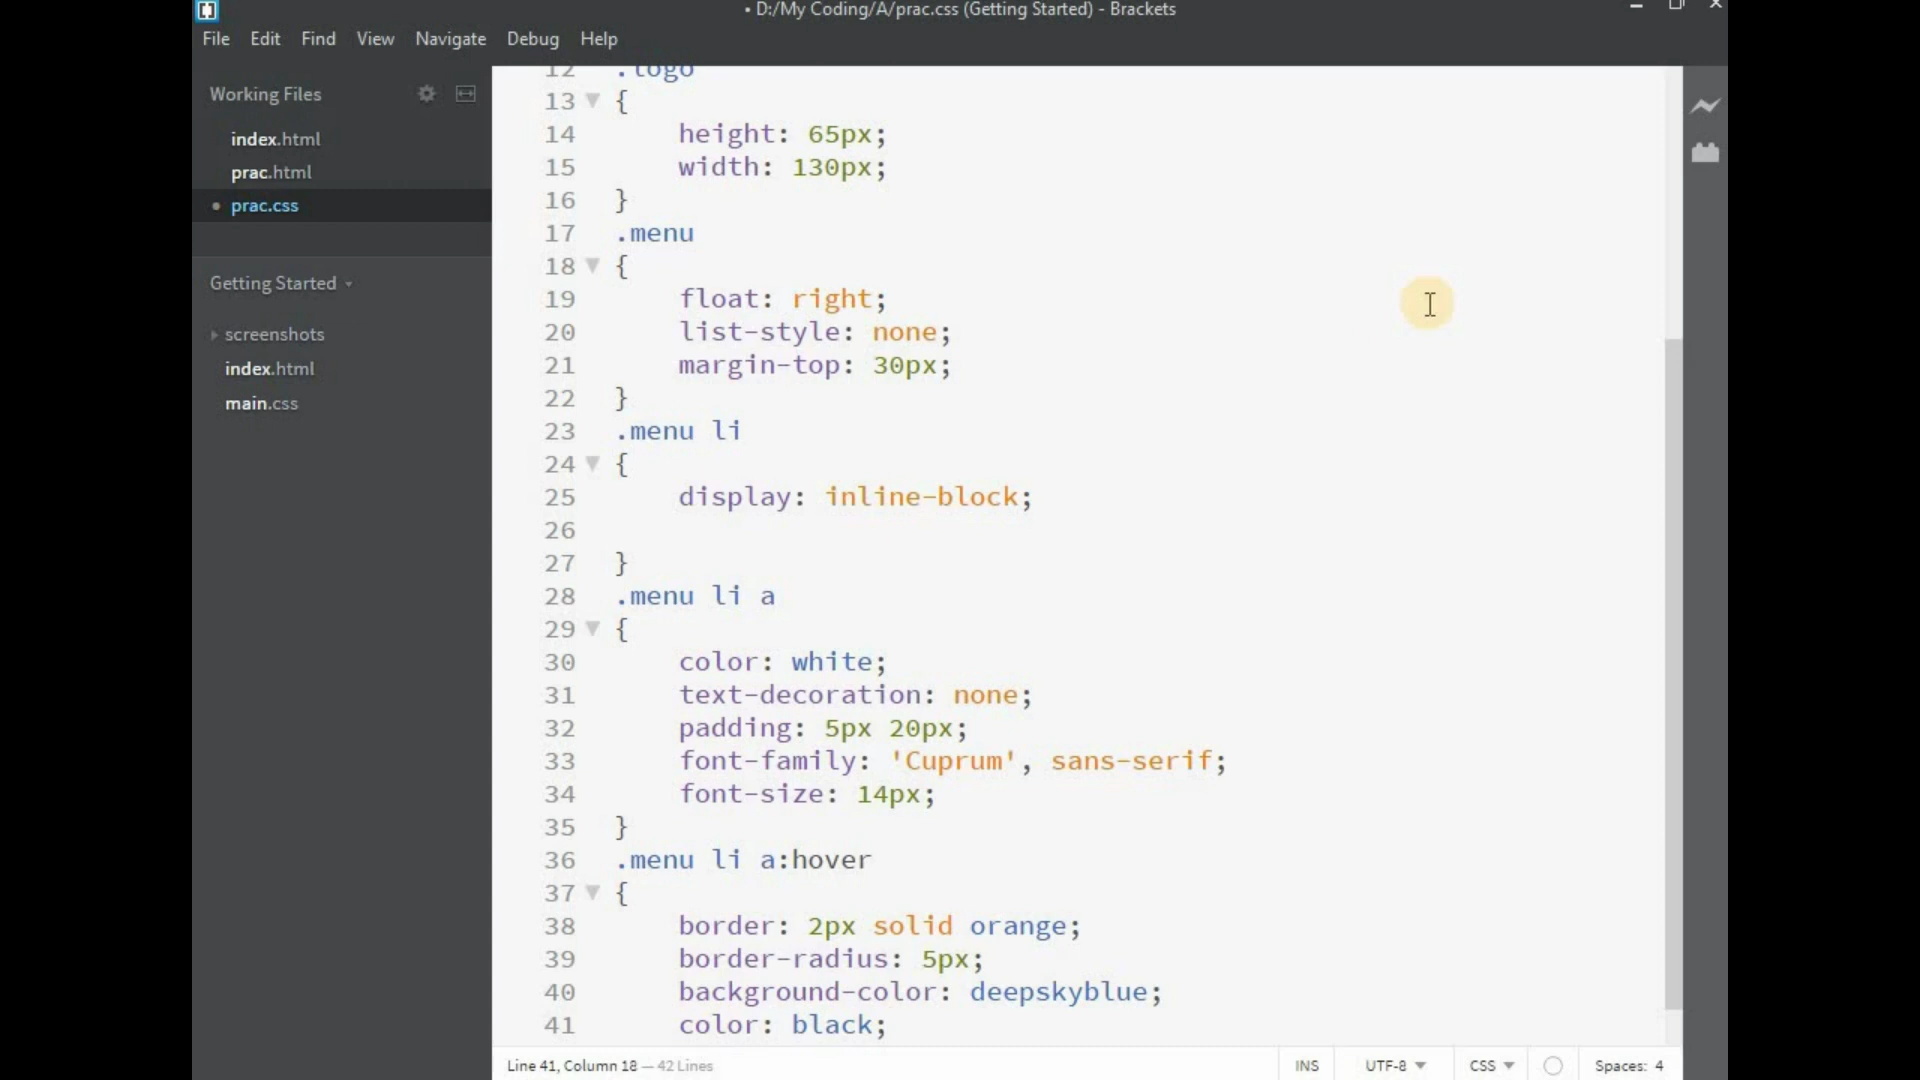 • D:/My Coding/A/prac.css (Getting Started) - Brackets
File Edit Find View Navigate Debug Help
Working Files
index.html
prac.html
prac.css
Getting Started
screenshots
index.html
main.css
12 .logo
13 {
14 height: 65px;
15 width: 130px;
16 }
17 .menu
18 {
19 float: right;
20 list-style: none;
21 margin-top: 30px;
22 }
23 .menu li
24 {
25 display: inline-block;
26
27 }
28 .menu li a
29 {
30 color: white;
31 text-decoration: none;
32 padding: 5px 20px;
33 font-family: 'Cuprum', sans-serif;
34 font-size: 14px;
35 }
36 .menu li a:hover
37 {
38 border: 2px solid orange;
39 border-radius: 5px;
40 background-color: deepskyblue;
41 color: black;
Line 41, Column 18 — 42 Lines INS UTF-8 CSS Spaces: 4